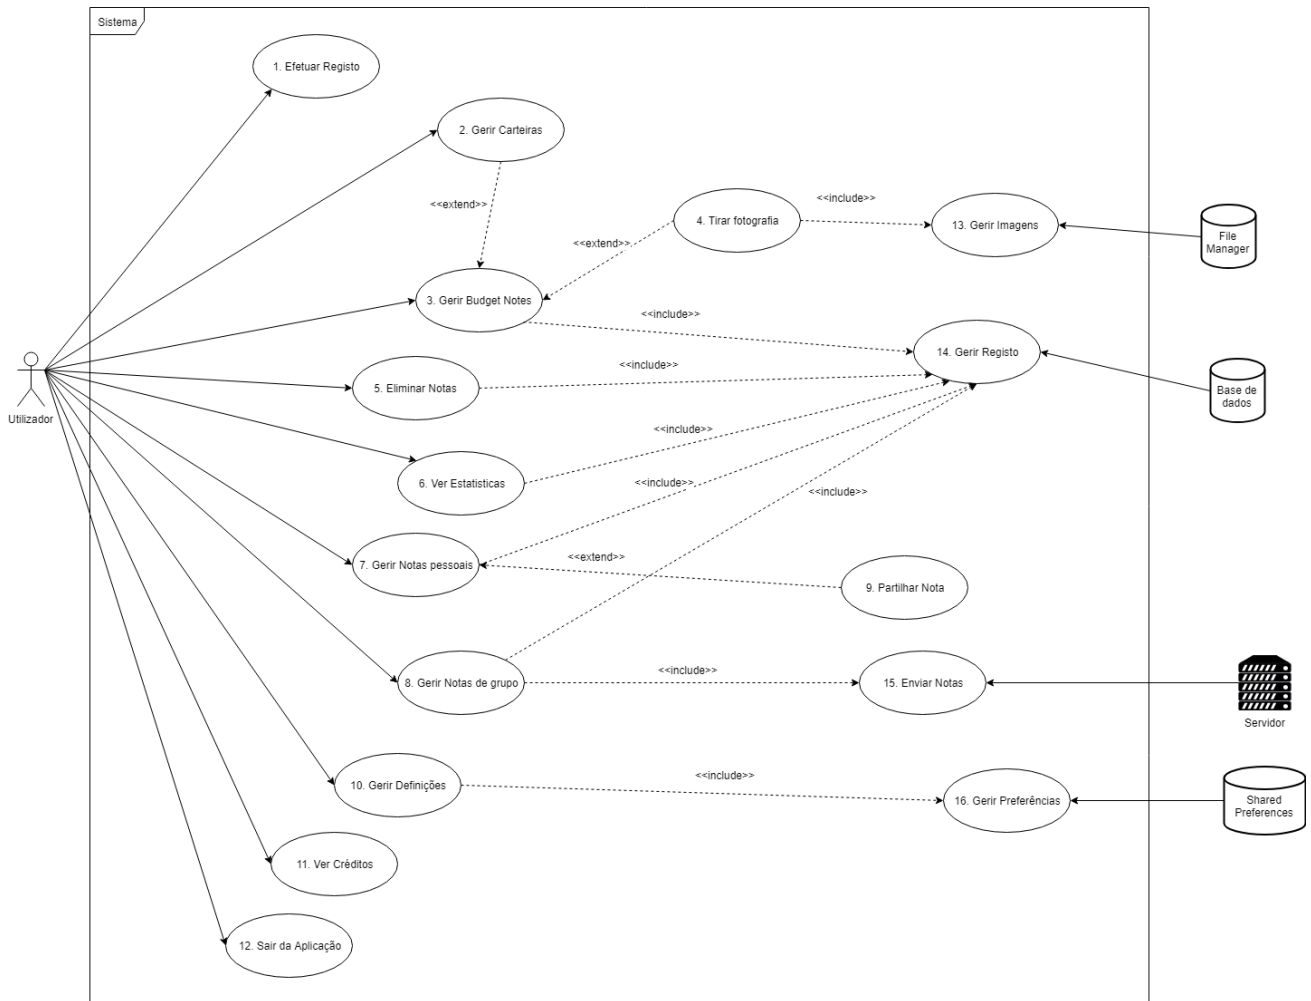 Sistema
1. Efetuar Registo
2. Gerir Carteiras
<<extend>>
4. Tirar fotografia
<<include>>
13. Gerir Imagens
File
Manager
<<extend>>
3. Gerir Budget Notes
<<include>>
14. Gerir Registo
Base de
dados
Utilizador
5. Eliminar Notas
<<include>>
6. Ver Estatisticas
<<include>>
<<include>>
<<include>>
7. Gerir Notas pessoais
<<extend>>
9. Partilhar Nota
8. Gerir Notas de grupo
<<include>>
15. Enviar Notas
Servidor
10. Gerir Definições
<<include>>
16. Gerir Preferências
Shared
Preferences
11. Ver Créditos
12. Sair da Aplicação